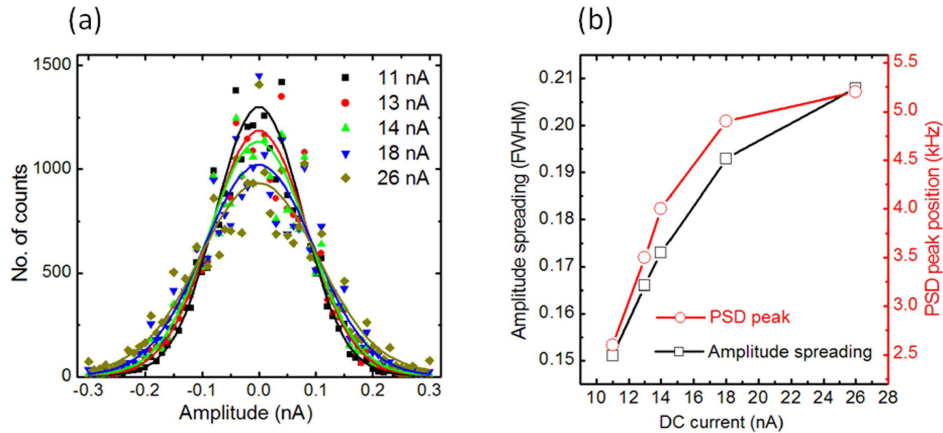 (a)
(b)
1500
1000
500
0
No. of counts
11 nA
13 nA
14 nA
18 nA
26 nA
-0.3 -0.2 -0.1 0.0 0.1 0.2 0.3
Amplitude (nA)
0.21
0.20
0.19
0.18
0.17
0.16
0.15
Amplitude spreading (FWHM)
PSD peak
Amplitude spreading
10 12 14 16 18 20 22 24 26 28
DC current (nA)
5.5
5.0
4.5
4.0
3.5
3.0
2.5
PSD peak position (kHz)